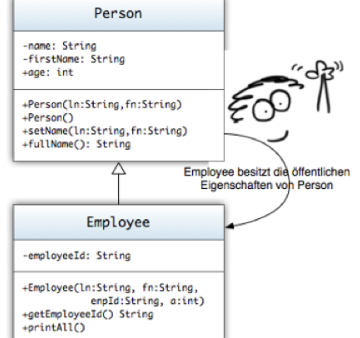 Person
-name: String
-firstName: String
+age: int
+Person(ln:String,fn:String)
+Person()
+setName(ln:String,fn:String)
+fullName(): String
Employee besitzt die öffentlichen
Eigenschaften von Person
Employee
-employeeId: String
+Employee(ln:String, fn:String,
enpId:String, a:int)
+getEmployeeId() String
+printAll()